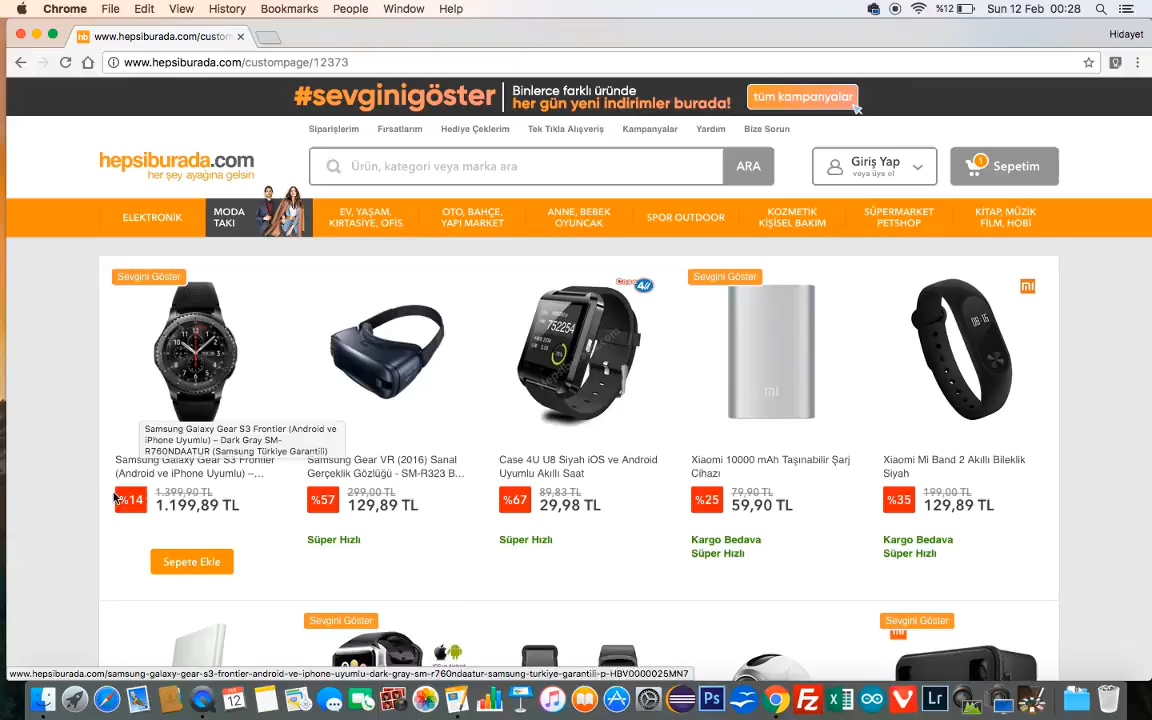 Chrome File Edit View History Bookmarks People Window Help
%12 Sun 12 Feb 00:28
www.hepsiburada.com/custom
Hidayet
www.hepsiburada.com/custompage/12373
#sevginigöster
Binlerce farklı üründe
her gün yeni indirimler burada!
tüm kampanyalar
Siparişlerim Fırsatlarım Hediye Çeklerim Tek Tıkla Alışveriş Kampanyalar Yardım Bize Sorun
hepsiburada.com
her şey ayağına gelsin
Ürün, kategori veya marka ara
ARA
Giriş Yap
veya üye ol
1
Sepetim
ELEKTRONİK
MODA
TAKI
EV, YAŞAM,
KIRTASİYE, OFİS
OTO, BAHÇE,
YAPI MARKET
ANNE, BEBEK
OYUNCAK
SPOR OUTDOOR
KOZMETİK
KİŞİSEL BAKIM
SÜPERMARKET
PETSHOP
KİTAP, MÜZİK
FİLM, HOBİ
Sevgini Göster
Samsung Galaxy Gear S3 Frontier (Android ve
iPhone Uyumlu) – Dark Gray SM-
R760NDAATUR (Samsung Türkiye Garantili)
Samsung Galaxy Gear S3 Frontier
(Android ve iPhone Uyumlu) –...
%14
1.399,90 TL
1.199,89 TL
Sepete Ekle
Samsung Gear VR (2016) Sanal
Gerçeklik Gözlüğü - SM-R323 B...
%57
299,00 TL
129,89 TL
Süper Hızlı
Case 4U
752254
hepsiburada.com
Case 4U U8 Siyah iOS ve Android
Uyumlu Akıllı Saat
%67
89,83 TL
29,98 TL
Süper Hızlı
Sevgini Göster
mi
Xiaomi 10000 mAh Taşınabilir Şarj
Cihazı
%25
79,90 TL
59,90 TL
Kargo Bedava
Süper Hızlı
mi
Xiaomi Mi Band 2 Akıllı Bileklik
Siyah
%35
199,00 TL
129,89 TL
Kargo Bedava
Süper Hızlı
Sevgini Göster
Sevgini Göster
www.hepsiburada.com/samsung-galaxy-gear-s3-frontier-android-ve-iphone-uyumlu-dark-gray-sm-r760ndaatur-samsung-turkiye-garantili-p-HBV0000025MN7
12
Ps
Lr